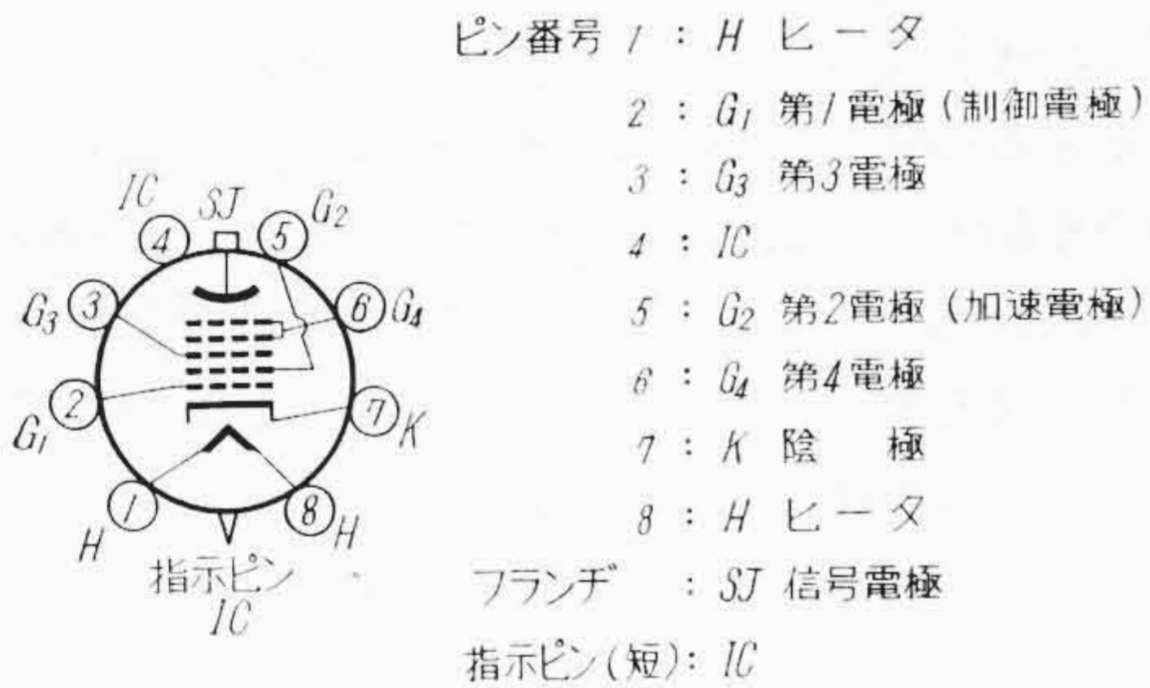 ピン番号 1 : H ヒータ
2 : G1 第1電極 (制御電極)
3 : G3 第3電極
4 : IC
5 : G2 第2電極 (加速電極)
6 : G4 第4電極
7 : K 陰 極
8 : H ヒータ
フランヂ : SJ 信号電極
指示ピン(短): IC
IC SJ G2
4 5
G3 3 6 G4
G1 2 7 K
H 1 8 H
指示ピン
IC